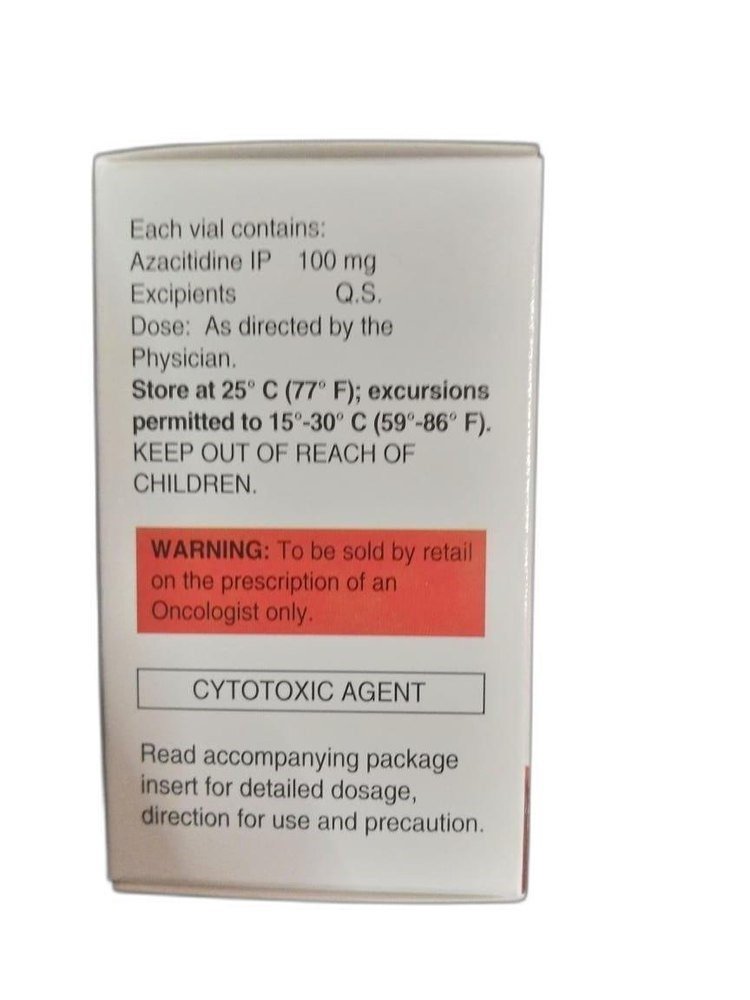 Each vial contains:
Azacitidine IP 100 mg
Excipients Q.S.
Dose: As directed by the
Physician.
Store at 25° C (77° F); excursions
permitted to 15°-30° C (59°-86° F).
KEEP OUT OF REACH OF
CHILDREN.
WARNING: To be sold by retail
on the prescription of an
Oncologist only.
CYTOTOXIC AGENT
Read accompanying package
insert for detailed dosage,
direction for use and precaution.